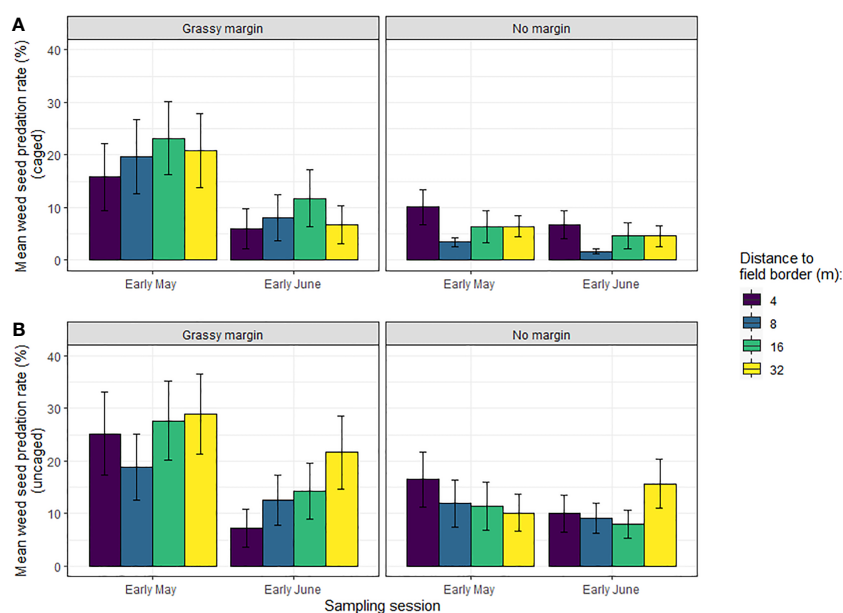 A
Grassy margin
No margin
Mean weed seed predation rate (%)
(caged)
40
30
20
10
0
Early May
Early June
Early May
Early June
Distance to
field border (m):
4
8
16
32
B
Grassy margin
No margin
Mean weed seed predation rate (%)
(uncaged)
40
30
20
10
0
Early May
Early June
Early May
Early June
Sampling session